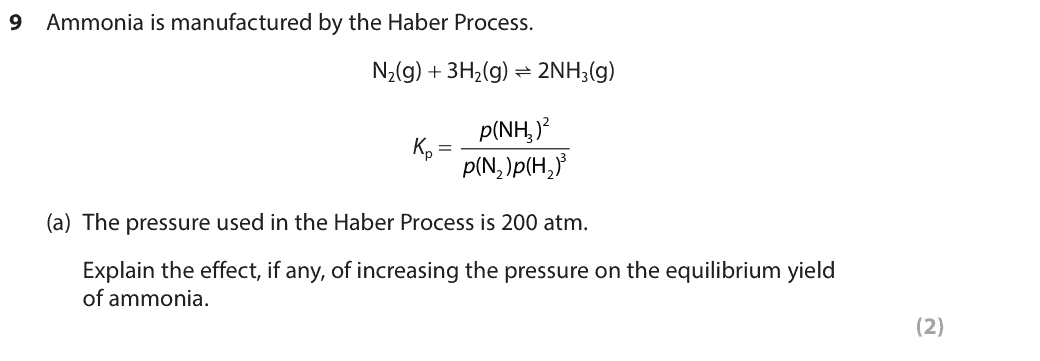 9 Ammonia is manufactured by the Haber Process.
N₂(g) + 3H₂(g) ⇌ 2NH₃(g)
Kₚ = p(NH₃)² / p(N₂)p(H₂)³
(a) The pressure used in the Haber Process is 200 atm.
Explain the effect, if any, of increasing the pressure on the equilibrium yield
of ammonia.
(2)